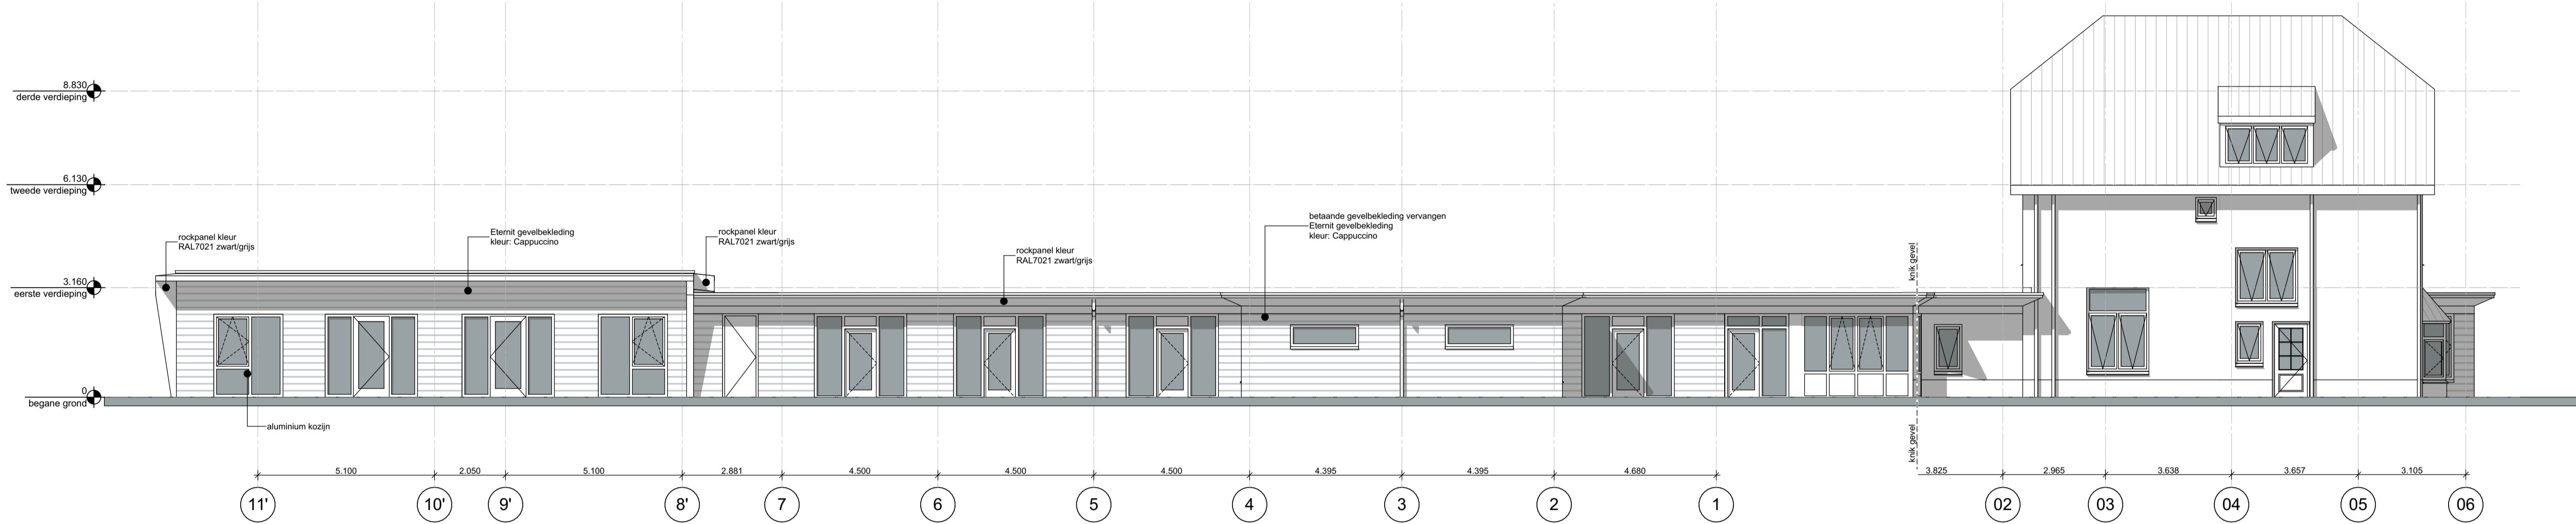 8.830
derde verdieping
6.130
tweede verdieping
3.160
eerste verdieping
0
begane grond
rockpanel kleur
RAL7021 zwart/grijs
Eternit gevelbekleding
kleur: Cappuccino
rockpanel kleur
RAL7021 zwart/grijs
rockpanel kleur
RAL7021 zwart/grijs
betaande gevelbekleding vervangen
Eternit gevelbekleding
kleur: Cappuccino
knik gevel
aluminium kozijn
knik gevel
5.100
2.050
5.100
2.881
4.500
4.500
4.500
4.395
4.395
4.680
3.825
2.965
3.638
3.657
3.105
11'
10'
9'
8'
7
6
5
4
3
2
1
02
03
04
05
06